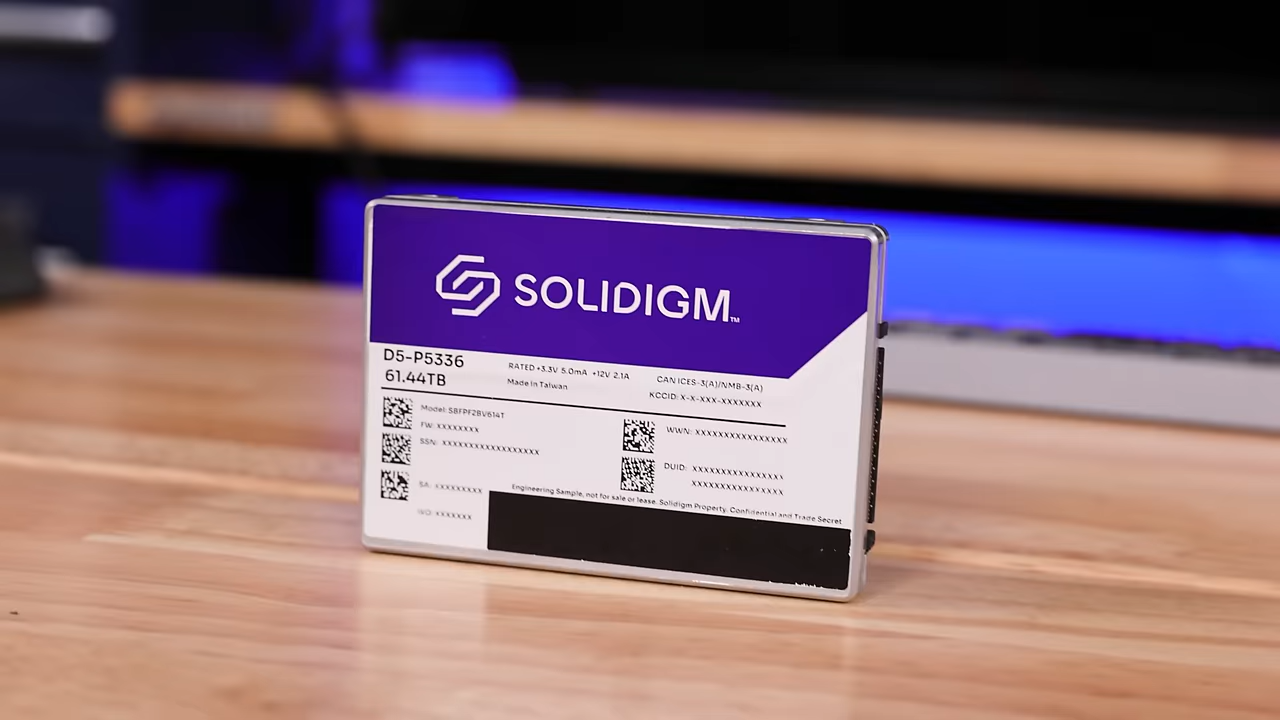 SOLIDIGM™
D5-P5336
61.44TB
RATED +3.3V 5.0mA +12V 2.1A
Made in Taiwan
CAN ICES-3(A)/NMB-3(A)
KCCID: X-X-XXX-XXXXXXX
Model: SBFPF2BV614T
FW: XXXXXXXX
SSN: XXXXXXXXXXXXXXXXXX
SA: XXXXXXXXX
ISO: XXXXXXX
WWN: XXXXXXXXXXXXXXXX
DUID: XXXXXXXXXXXXXXXX
XXXXXXXXXXXXXXXX
Engineering Sample, not for sale or lease. Solidigm Property. Confidential and Trade Secret